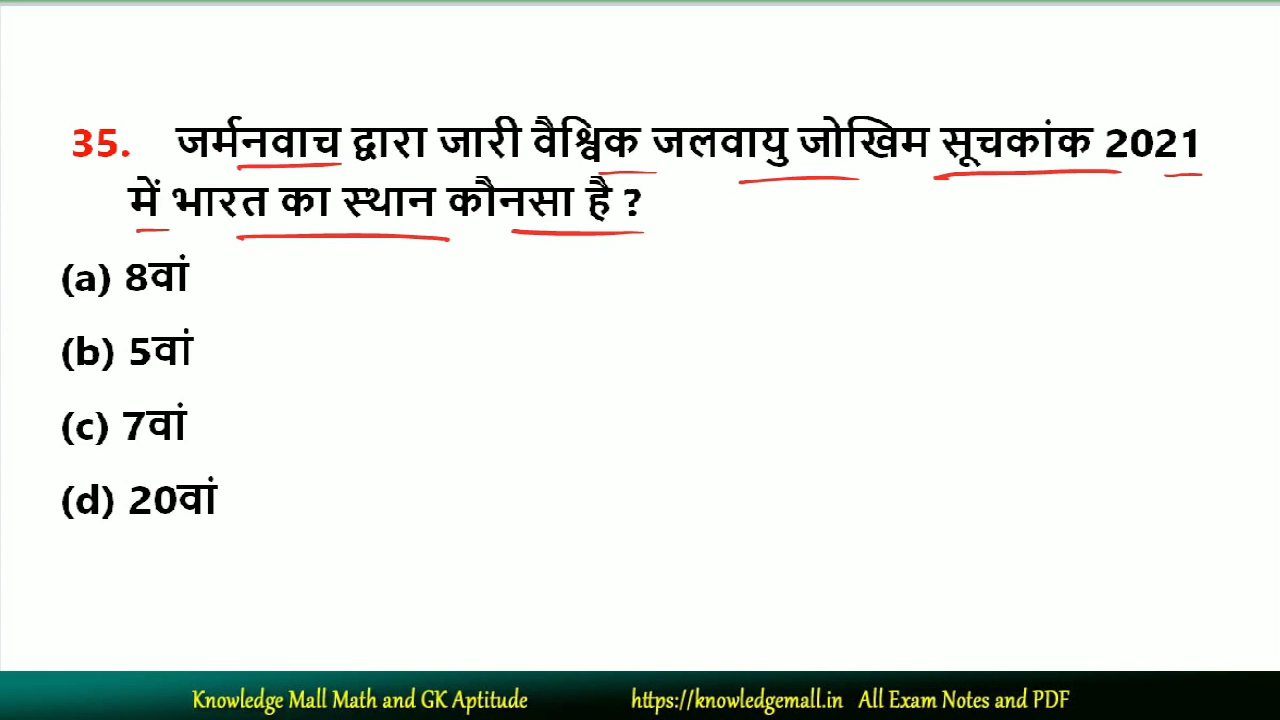 35. जर्मनवाच द्वारा जारी वैश्विक जलवायु जोखिम सूचकांक 2021
में भारत का स्थान कौनसा है ?
(a) 8वां
(b) 5वां
(c) 7वां
(d) 20वां
Knowledge Mall Math and GK Aptitude https://knowledgemall.in All Exam Notes and PDF